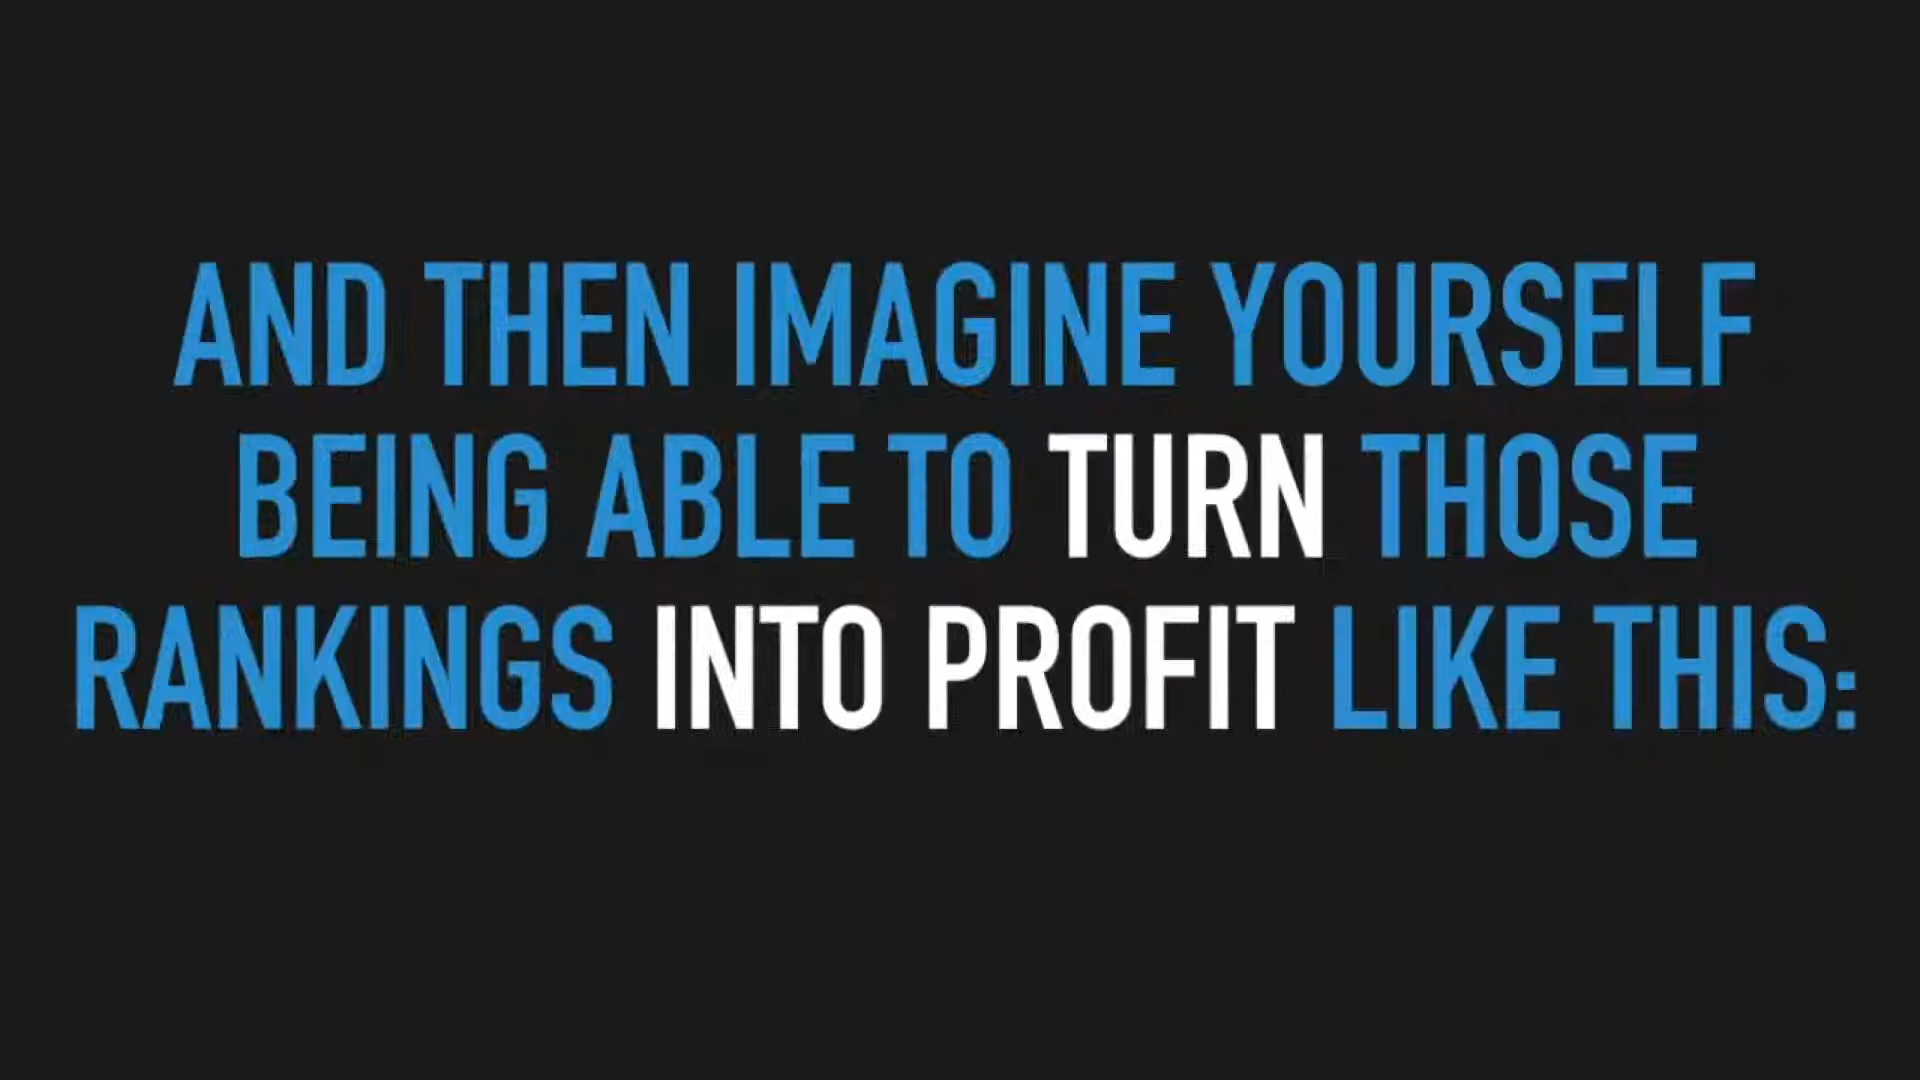 AND THEN IMAGINE YOURSELF
BEING ABLE TO TURN THOSE
RANKINGS INTO PROFIT LIKE THIS: